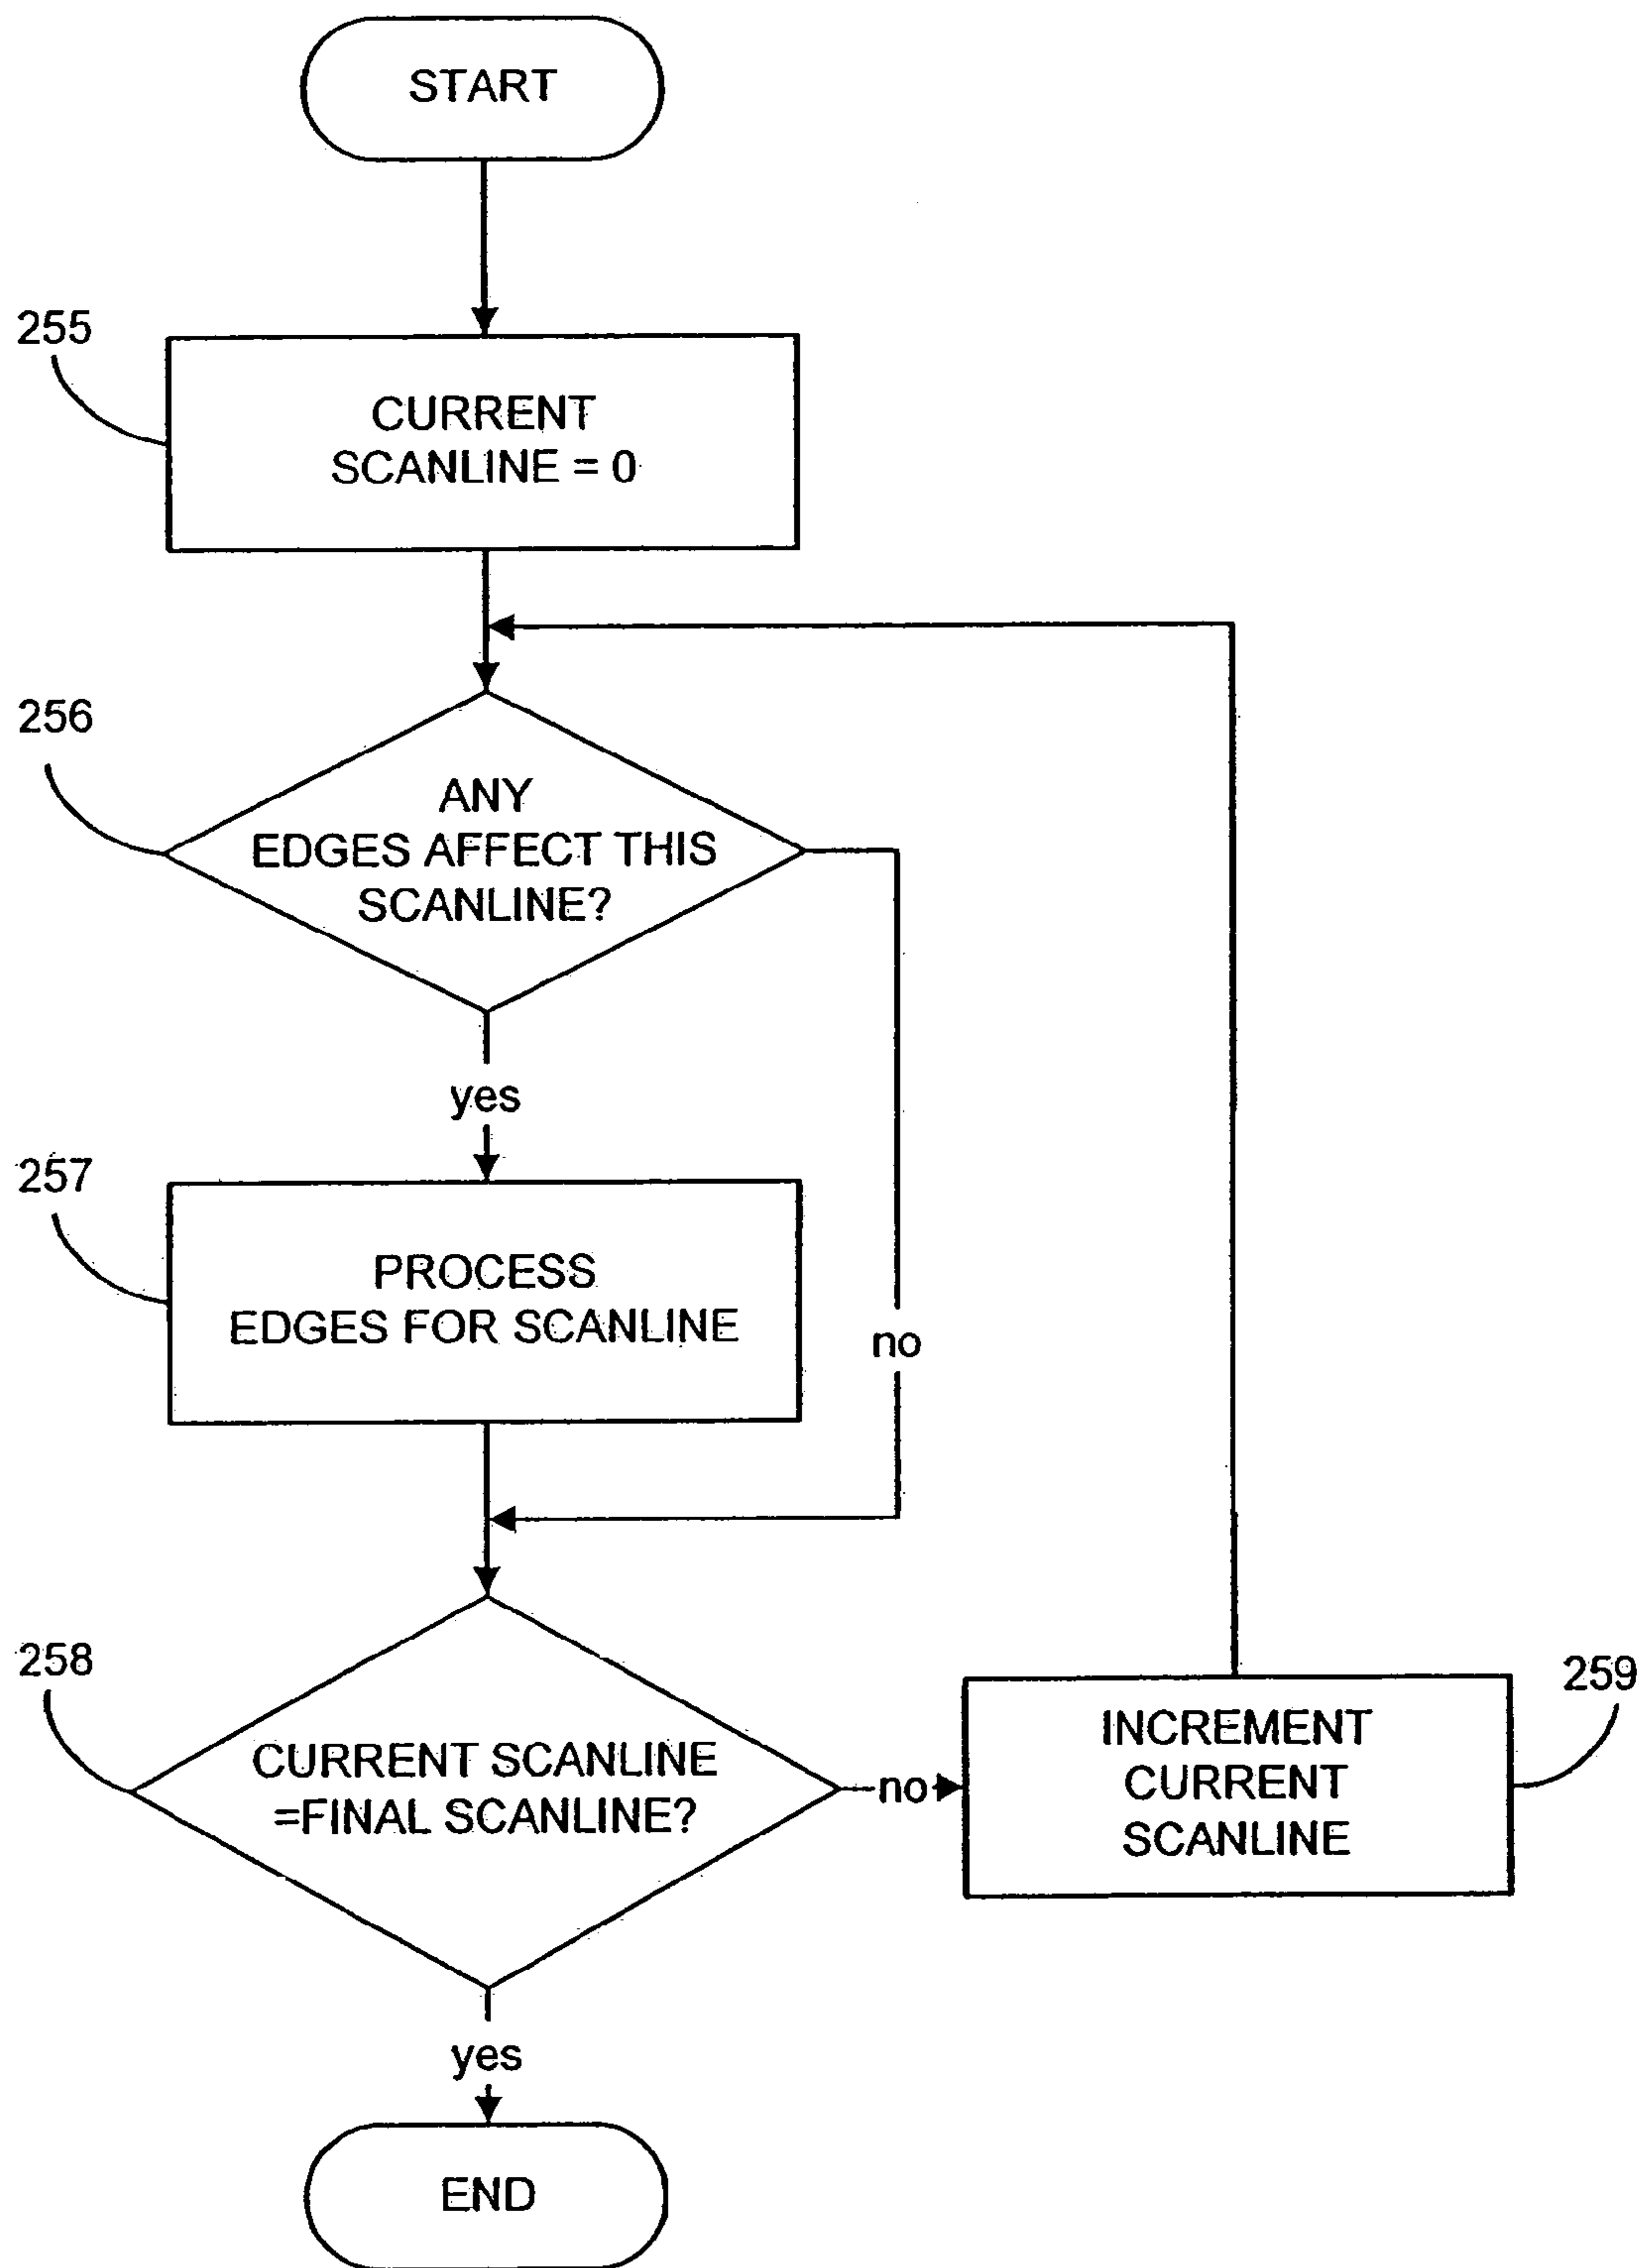 START
255
CURRENT
SCANLINE = 0
256
ANY
EDGES AFFECT THIS
SCANLINE?
yes
257
PROCESS
EDGES FOR SCANLINE
no
258
CURRENT SCANLINE
=FINAL SCANLINE?
no
259
INCREMENT
CURRENT
SCANLINE
yes
END